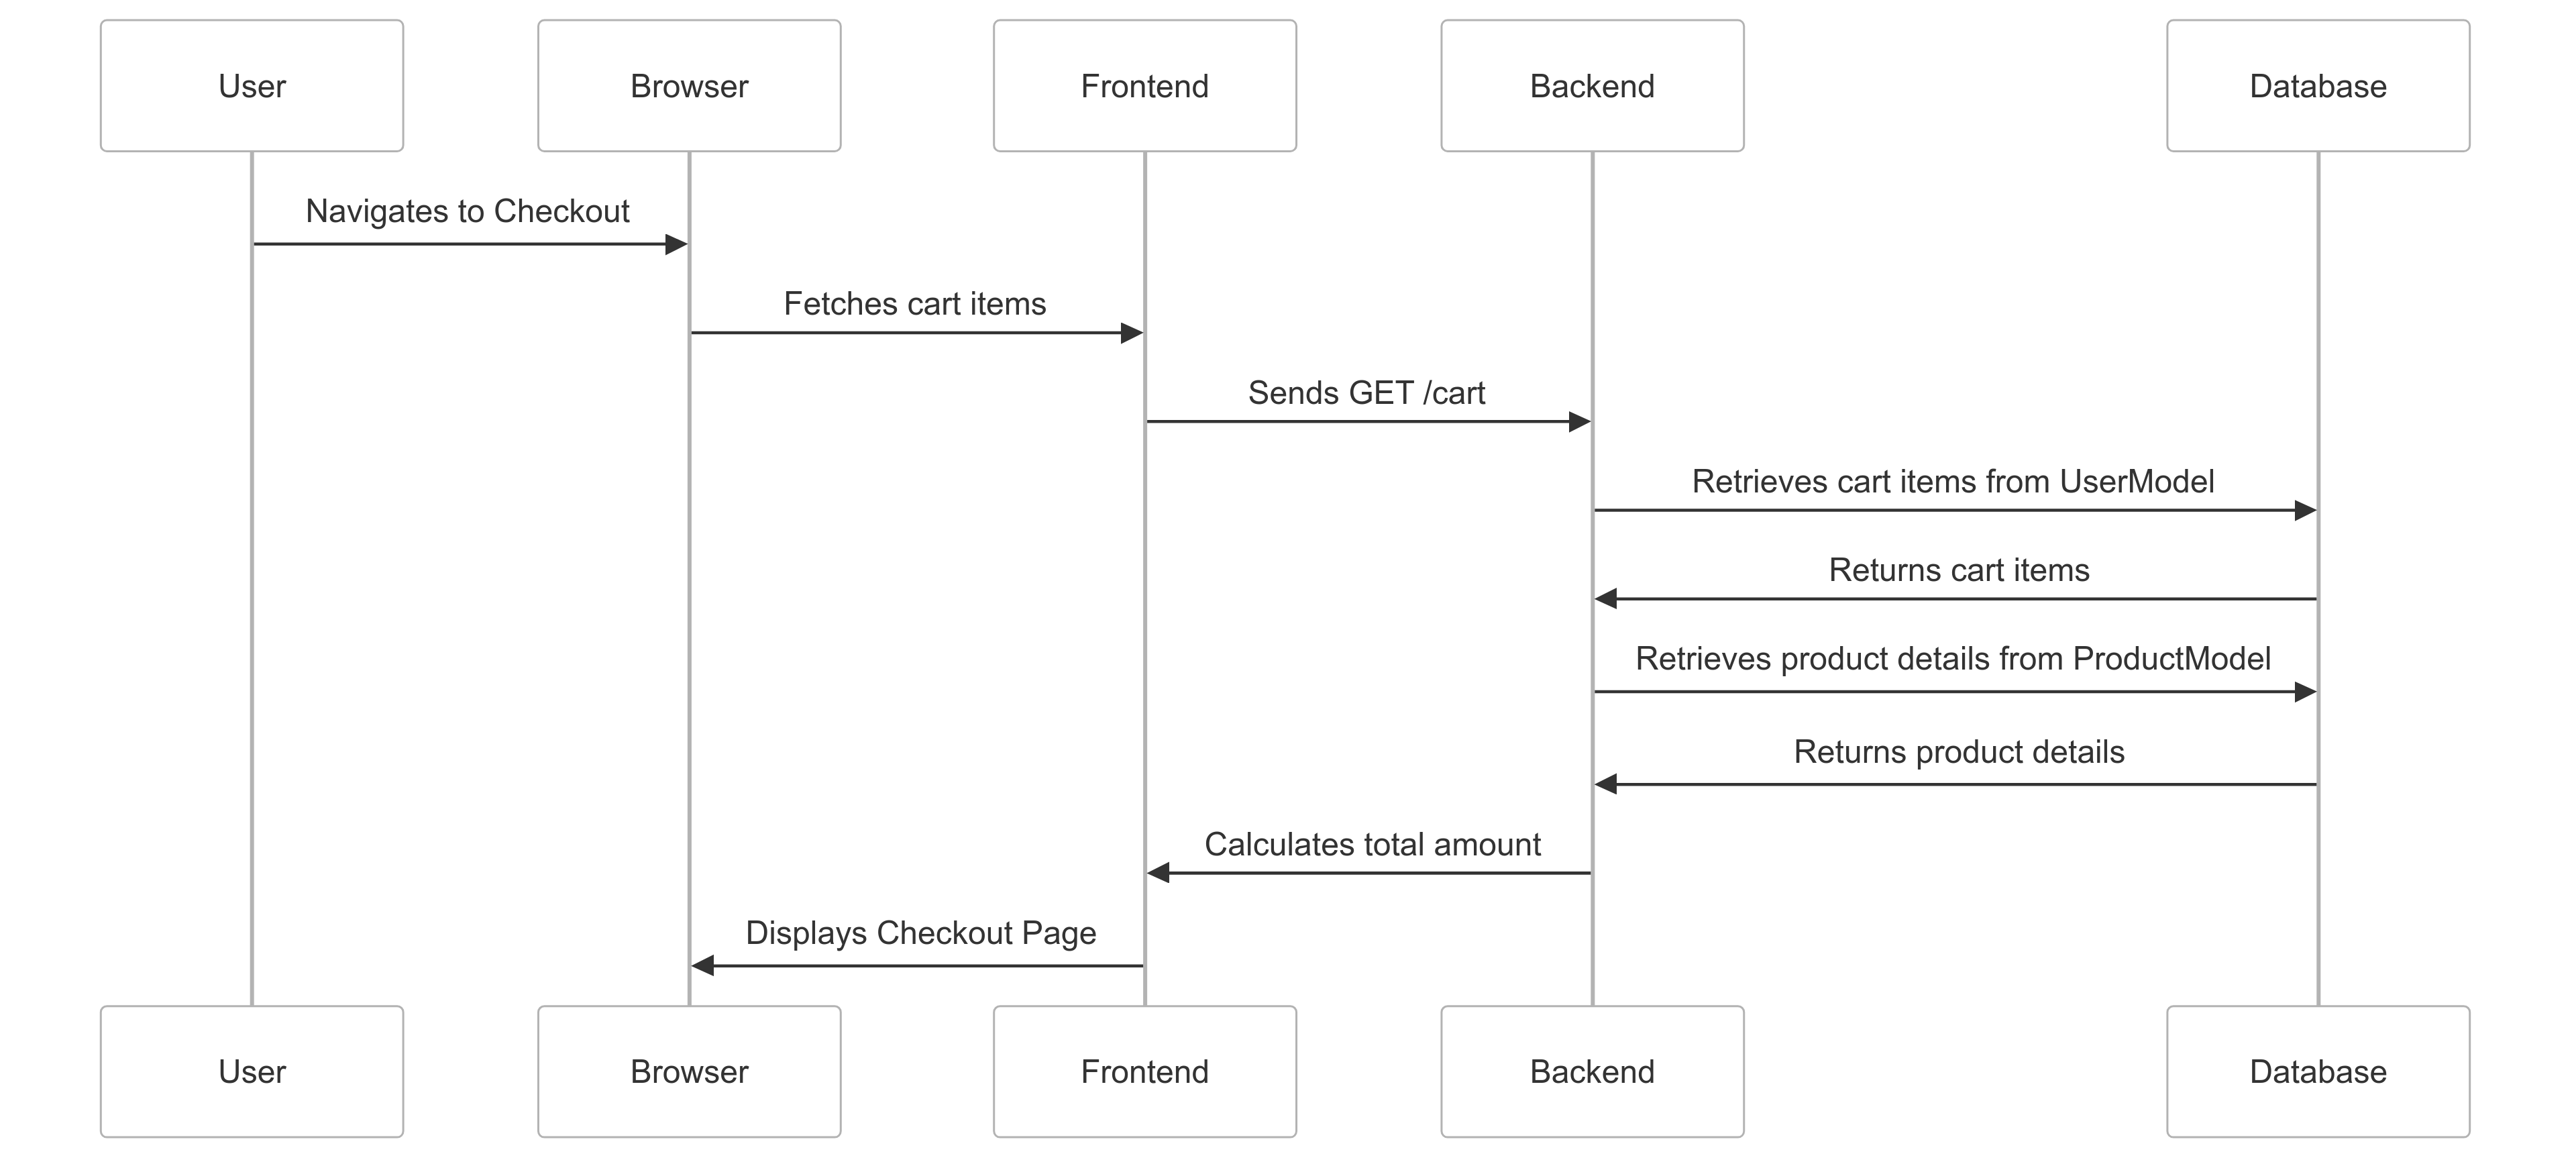 User
Browser
Frontend
Backend
Database
Navigates to Checkout
Fetches cart items
Sends GET /cart
Retrieves cart items from UserModel
Returns cart items
Retrieves product details from ProductModel
Returns product details
Calculates total amount
Displays Checkout Page
User
Browser
Frontend
Backend
Database